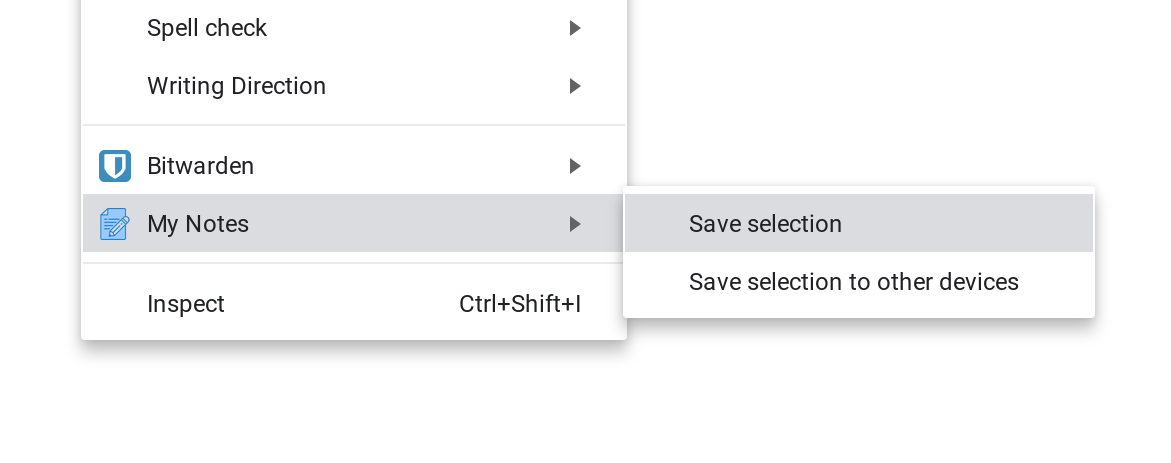 Spell check
Writing Direction
Bitwarden
My Notes
Save selection
Save selection to other devices
Inspect Ctrl+Shift+I